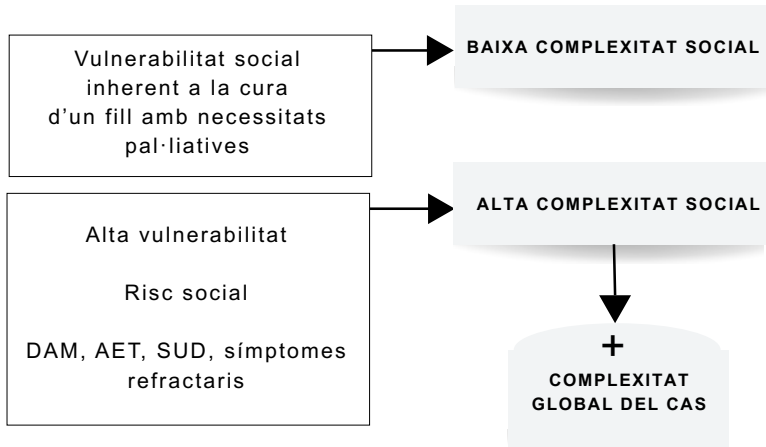 Vulnerabilitat social
inherent a la cura
d'un fill amb necessitats
pal·liatives
BAIXA COMPLEXITAT SOCIAL
Alta vulnerabilitat
Risc social
DAM, AET, SUD, símptomes
refractaris
ALTA COMPLEXITAT SOCIAL
+
COMPLEXITAT
GLOBAL DEL CAS